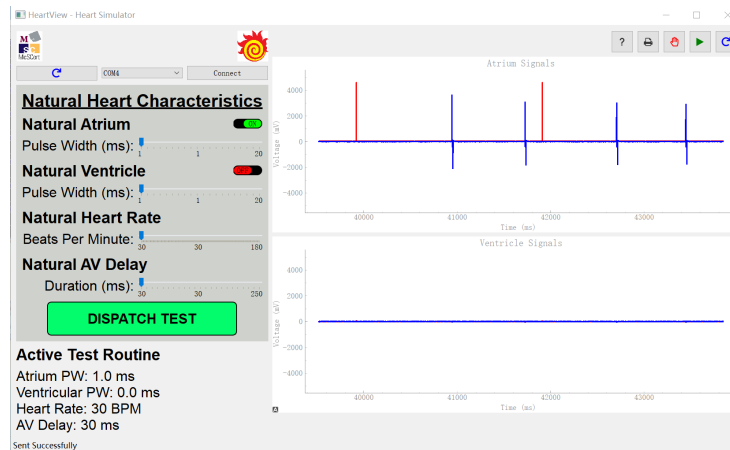 HeartView - Heart Simulator
McSCert
COM4
Connect
?
Natural Heart Characteristics
Natural Atrium
ON
Pulse Width (ms):
1
1
20
Natural Ventricle
OFF
Pulse Width (ms):
1
1
20
Natural Heart Rate
Beats Per Minute:
30
30
180
Natural AV Delay
Duration (ms):
30
30
250
DISPATCH TEST
Active Test Routine
Atrium PW: 1.0 ms
Ventricular PW: 0.0 ms
Heart Rate: 30 BPM
AV Delay: 30 ms
Sent Successfully
Atrium Signals
Voltage (mV)
4000
2000
0
-2000
-4000
40000
41000
42000
43000
Time (ms)
Ventricle Signals
Voltage (mV)
4000
2000
0
-2000
-4000
40000
41000
42000
43000
Time (ms)
A